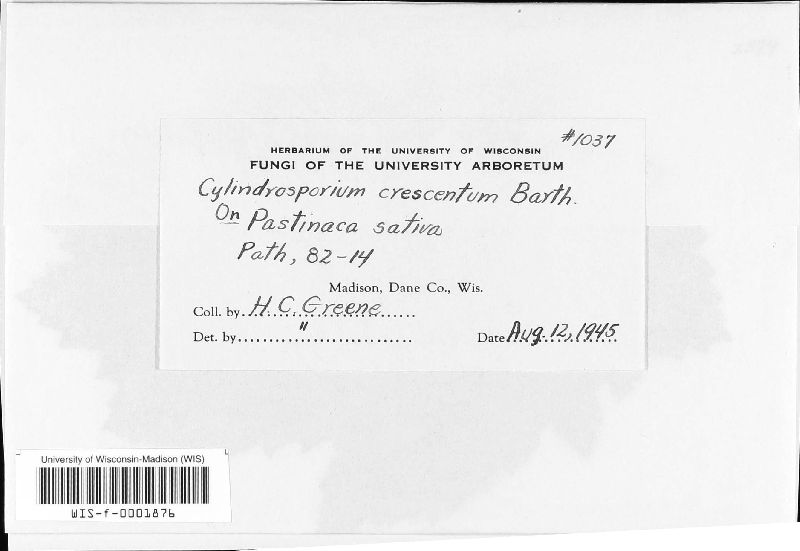 #1037
HERBARIUM OF THE UNIVERSITY OF WISCONSIN
FUNGI OF THE UNIVERSITY ARBORETUM
Cylindrosporium crescentum Barth.
On Pastinaca sativa
Path, 82-14
Madison, Dane Co., Wis.
Coll. by H.C. Greene
Det. by "
Date Aug. 12, 1945
University of Wisconsin-Madison (WIS)
WIS-f-0001876